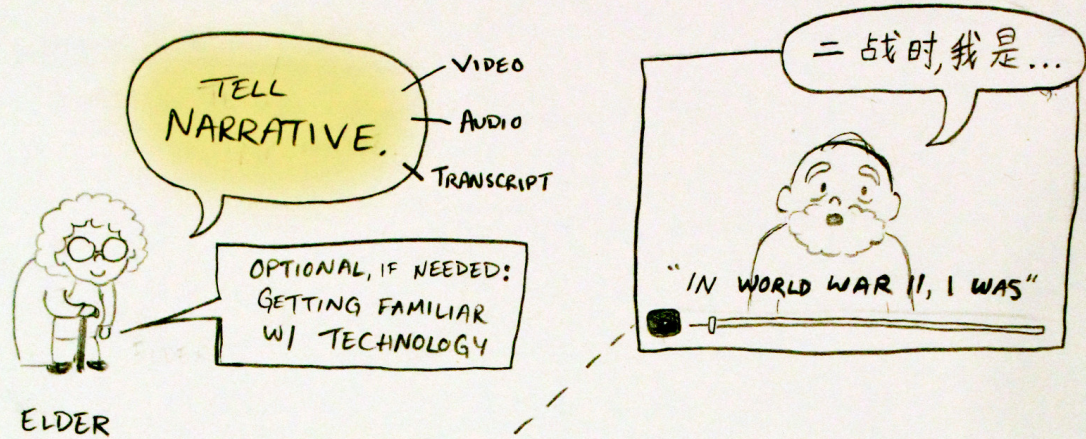 TELL
NARRATIVE.
VIDEO
AUDIO
TRANSCRIPT
OPTIONAL, IF NEEDED:
GETTING FAMILIAR
W/ TECHNOLOGY
ELDER
二战时,我是...
"IN WORLD WAR II, I WAS"